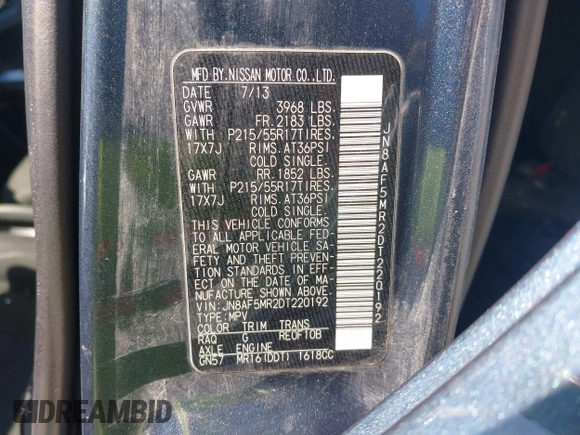 MFD BY NISSAN MOTOR CO.,LTD.
DATE 7/13
GVWR 3968 LBS.
GAWR FR. 2183 LBS.
WITH P215/55R17TIRES.
17X7J RIMS. AT36PSI
COLD SINGLE.
GAWR RR. 1852 LBS.
WITH P215/55R17TIRES.
17X7J RIMS. AT36PSI
COLD SINGLE.
THIS VEHICLE CONFORMS
TO ALL APPLICABLE FED-
ERAL MOTOR VEHICLE SA-
FETY AND THEFT PREVENTION
STANDARDS IN EFF-
ECT ON THE DATE OF MA-
NUFACTURE SHOWN ABOVE.
VIN:JN8AF5MR2DT220192
TYPE:MPV
COLOR TRIM TRANS
RAQ G RE0F10B
AXLE ENGINE
GN57 MR16(DDT) 1618CC
JN8AF5MR2DT220192
DREAMBID